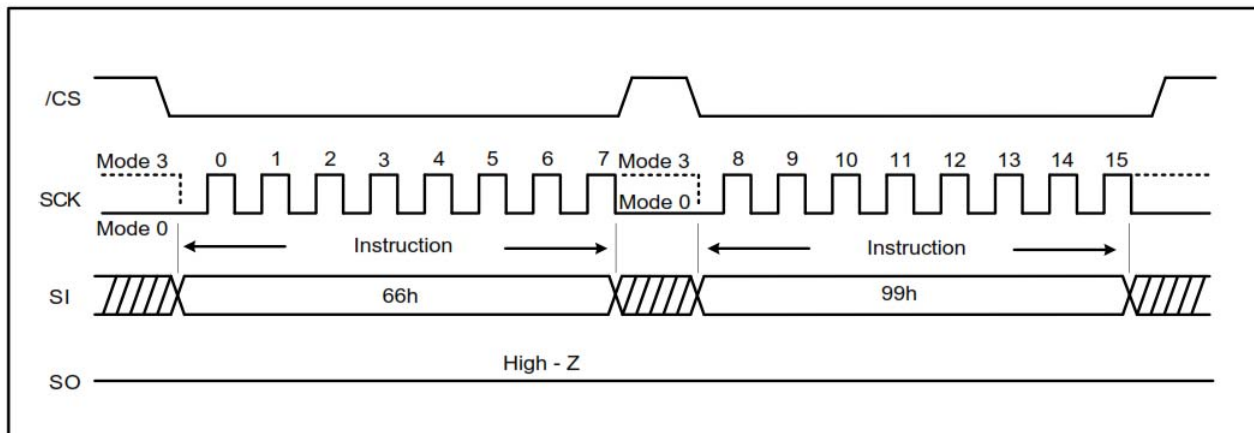 /CS
Mode 3 0 1 2 3 4 5 6 7 Mode 3 8 9 10 11 12 13 14 15
SCK
Mode 0
Mode 0
Instruction Instruction
SI 66h 99h
High - Z
SO